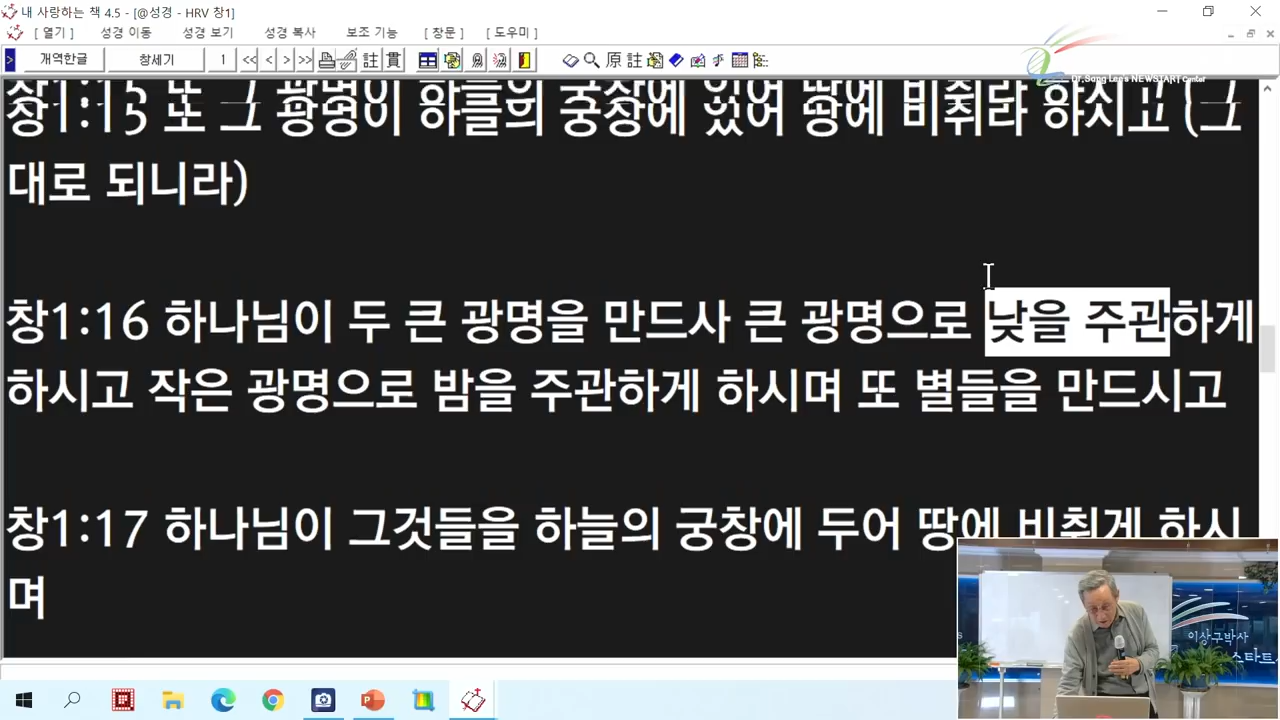 내 사랑하는 책 4.5 - [@성경 - HRV 창1]
[ 열기 ] 성경 이동 성경 보기 성경 복사 보조 기능 [ 창문 ] [ 도우미 ]
개역한글 창세기 1 << < > >> 註 貫 原 註
Dr. Sang Lee's NEWSTART Center
창1:15 또 그 광명이 하늘의 궁창에 있어 땅에 비취라 하시고 (그
대로 되니라)
창1:16 하나님이 두 큰 광명을 만드사 큰 광명으로 낮을 주관하게
하시고 작은 광명으로 밤을 주관하게 하시며 또 별들을 만드시고
창1:17 하나님이 그것들을 하늘의 궁창에 두어 땅에 비취게 하시
며
이상구박사
스타트